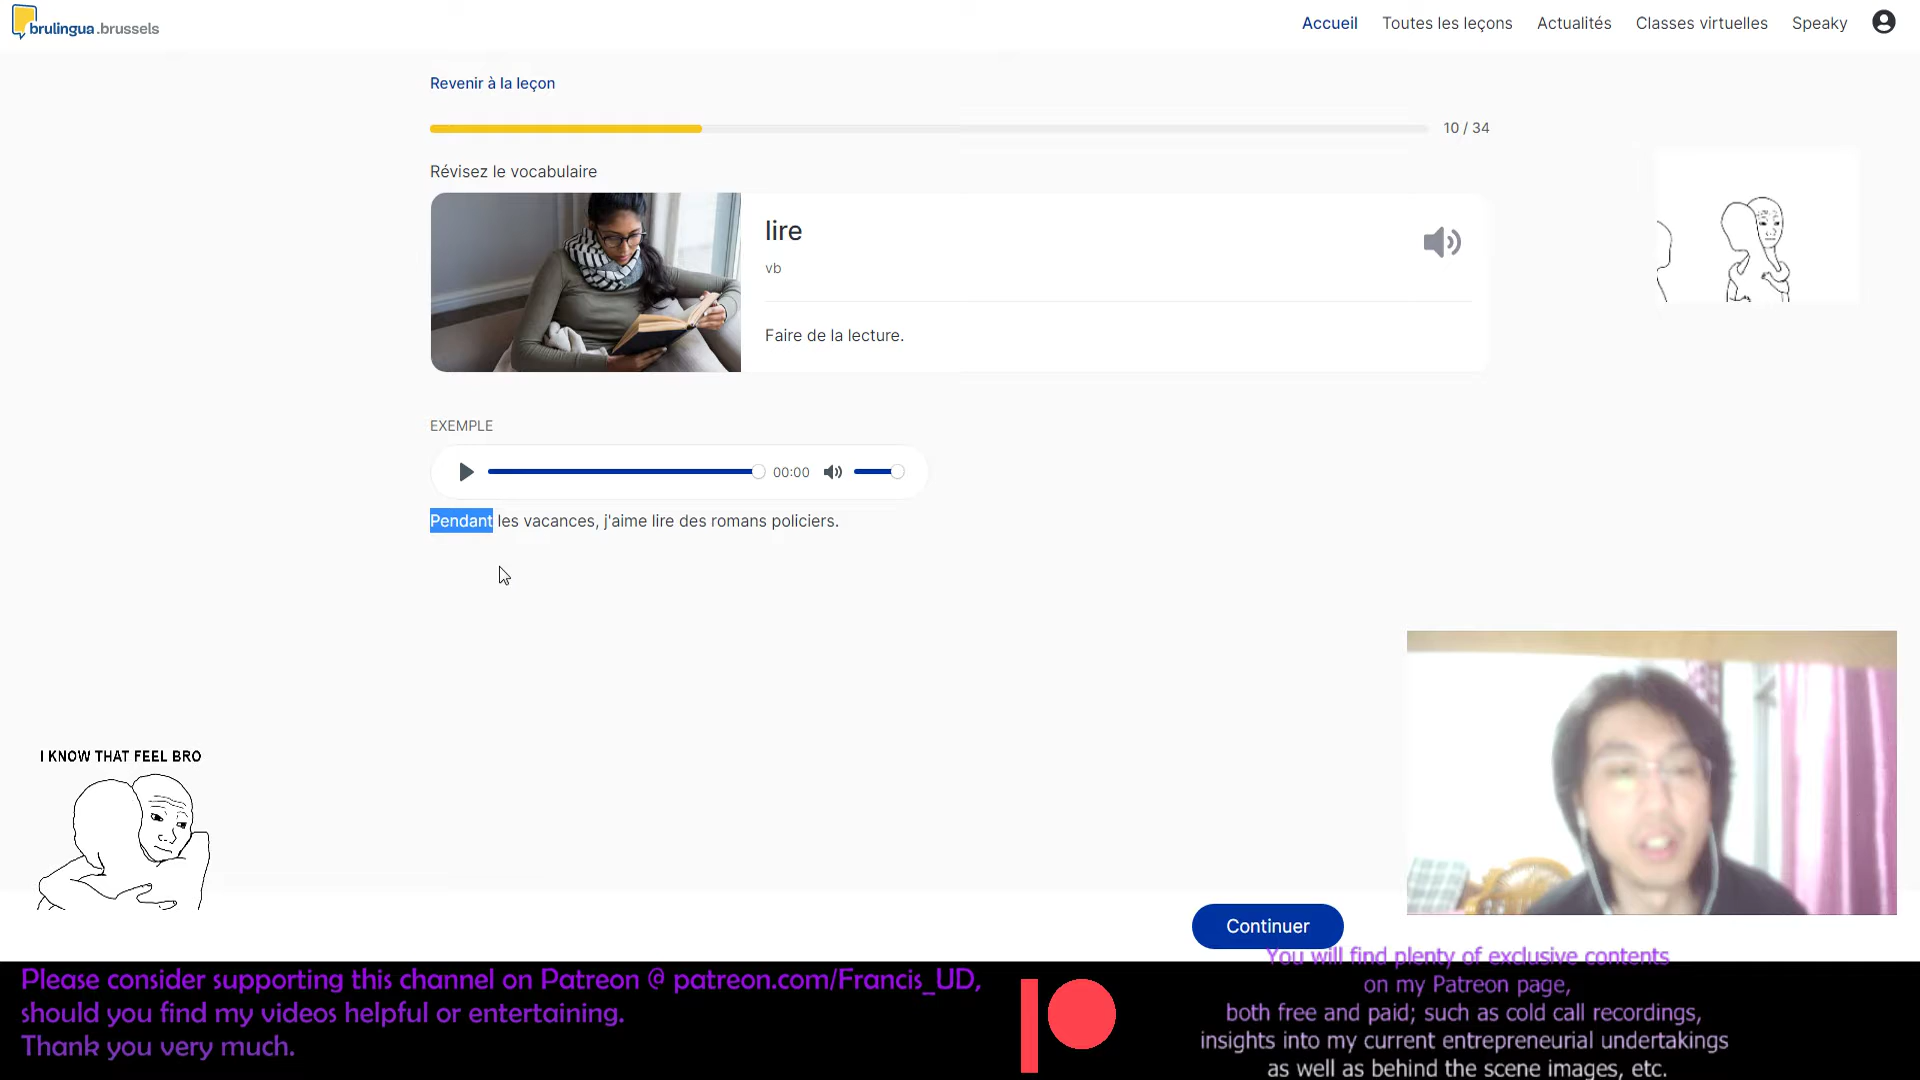 brulingua.brussels
Accueil Toutes les leçons Actualités Classes virtuelles Speaky
Revenir à la leçon
10 / 34
Révisez le vocabulaire
lire
vb
Faire de la lecture.
EXEMPLE
00:00
Pendant les vacances, j'aime lire des romans policiers.
I KNOW THAT FEEL BRO
Continuer
Please consider supporting this channel on Patreon @ patreon.com/Francis_UD,
should you find my videos helpful or entertaining.
Thank you very much.
You will find plenty of exclusive contents
on my Patreon page,
both free and paid; such as cold call recordings,
insights into my current entrepreneurial undertakings
as well as behind the scene images, etc.